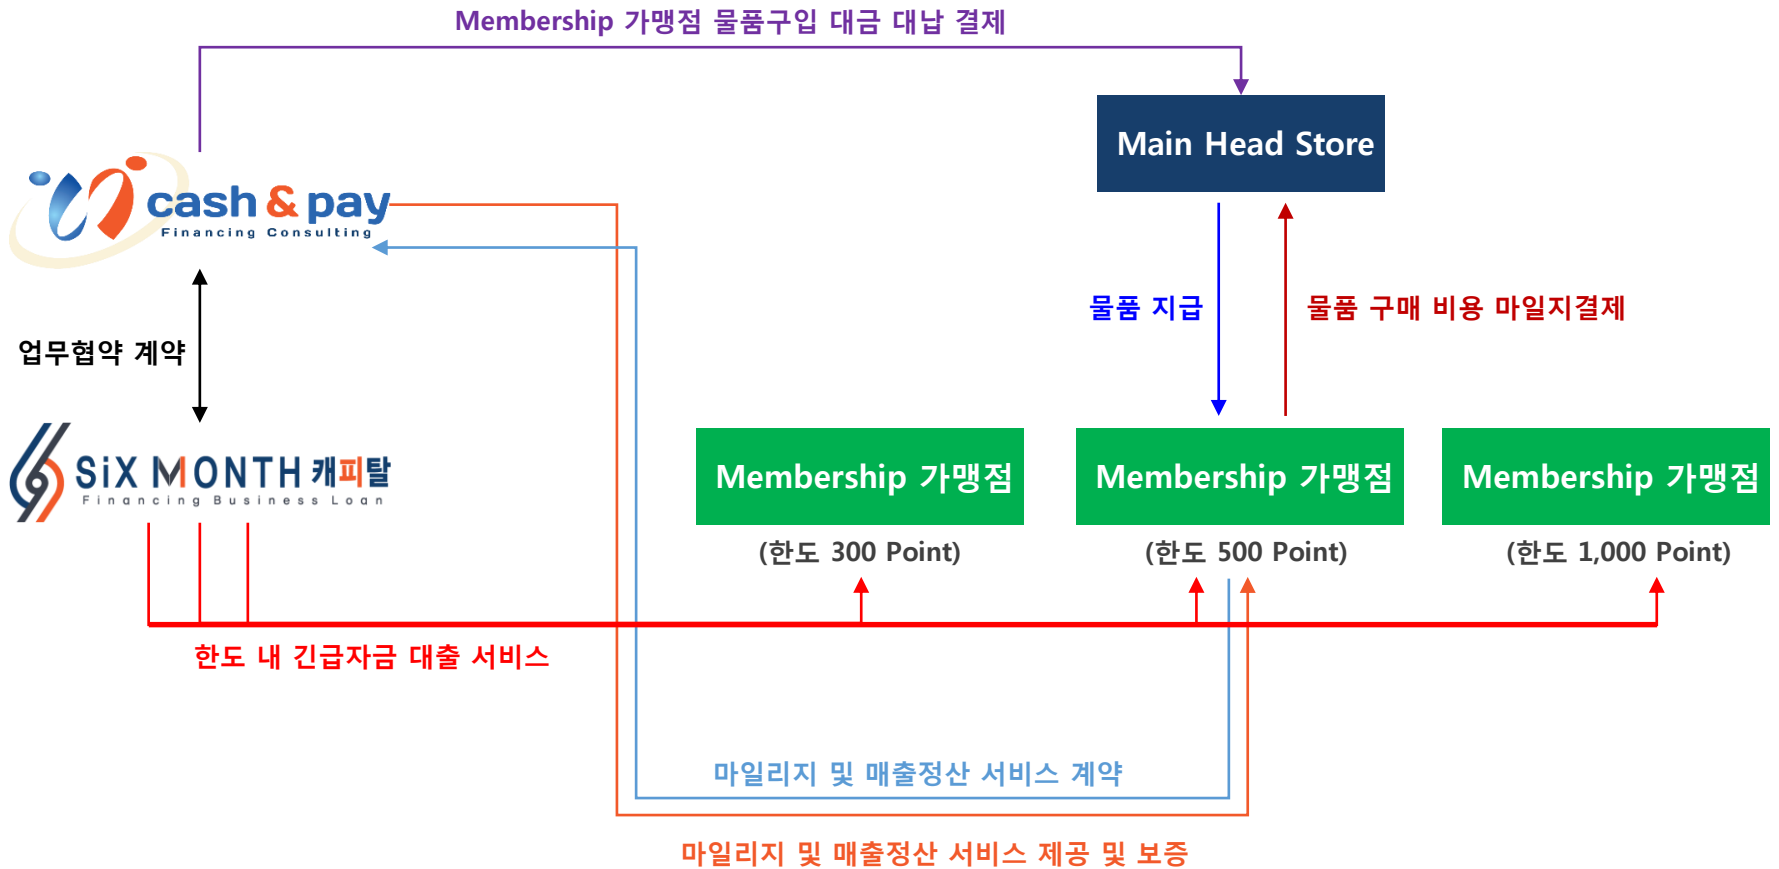 Membership 가맹점 물품구입 대금 대납 결제
Main Head Store
cash & pay
Financing Consulting
물품 지급
물품 구매 비용 마일지결제
업무협약 계약
SiX MONTH 캐피탈
Financing Business Loan
Membership 가맹점
Membership 가맹점
Membership 가맹점
(한도 300 Point)
(한도 500 Point)
(한도 1,000 Point)
한도 내 긴급자금 대출 서비스
마일리지 및 매출정산 서비스 계약
마일리지 및 매출정산 서비스 제공 및 보증